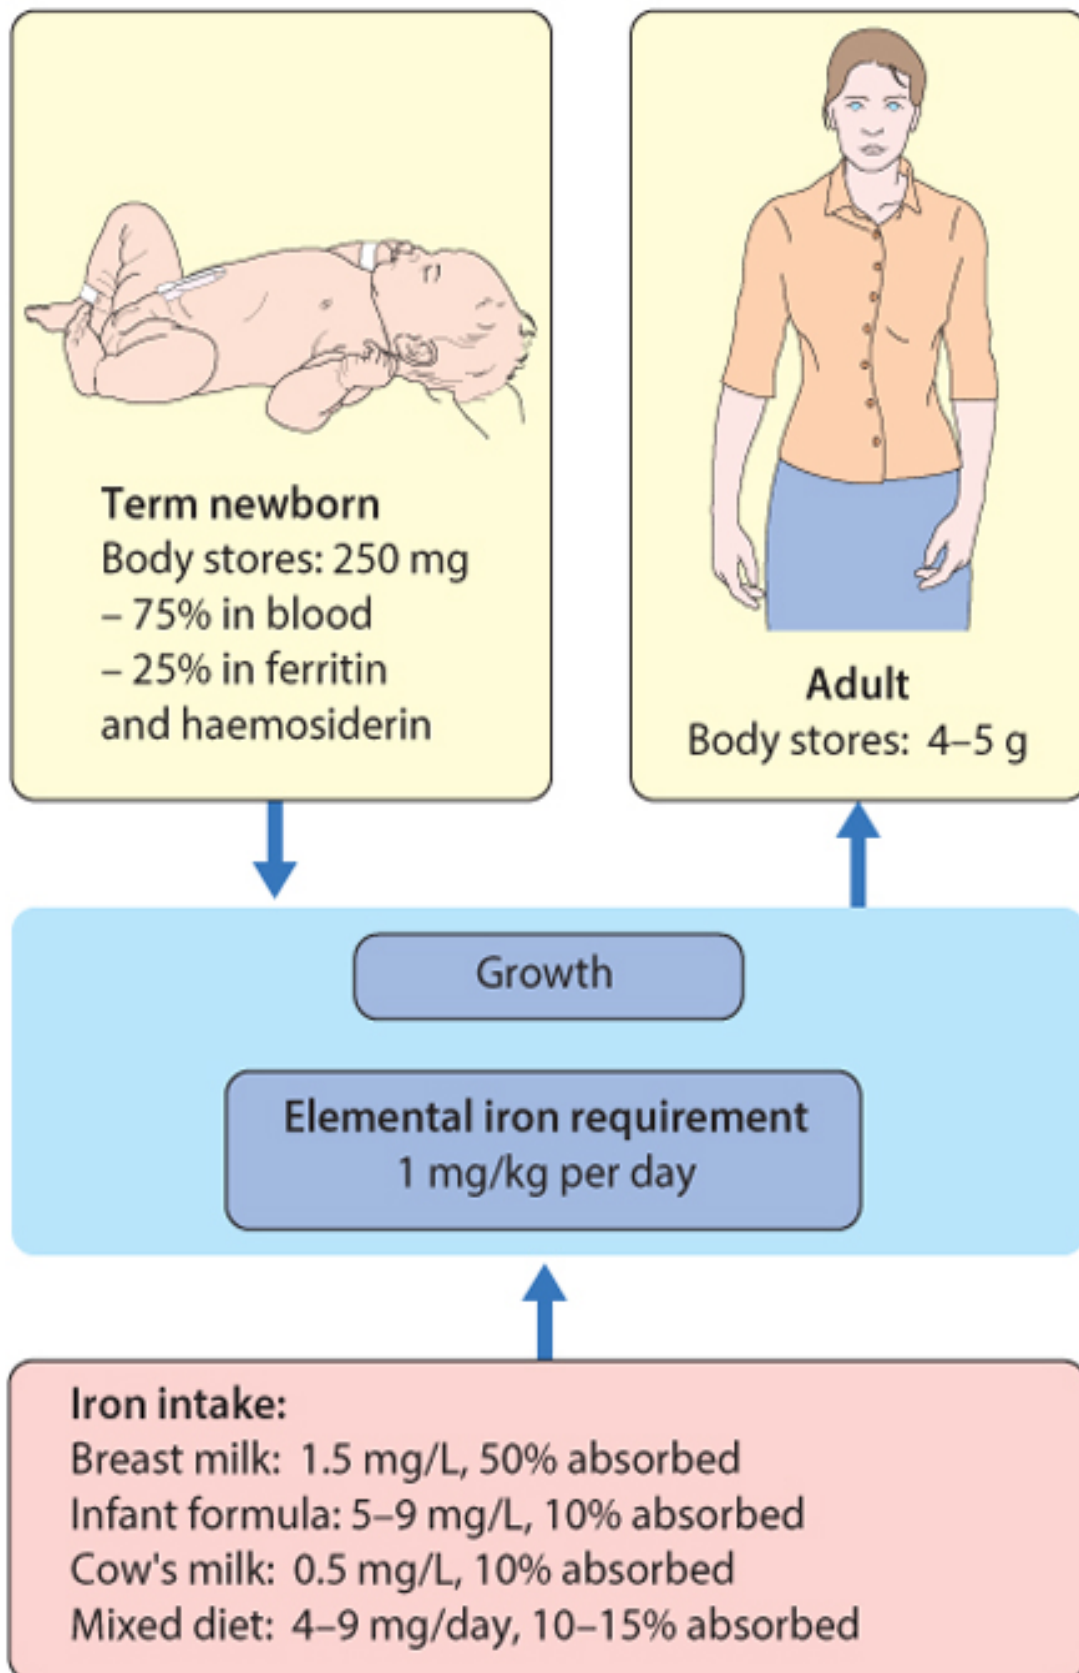 Term newborn
Body stores: 250 mg
– 75% in blood
– 25% in ferritin
and haemosiderin
Adult
Body stores: 4–5 g
Growth
Elemental iron requirement
1 mg/kg per day
Iron intake:
Breast milk: 1.5 mg/L, 50% absorbed
Infant formula: 5–9 mg/L, 10% absorbed
Cow's milk: 0.5 mg/L, 10% absorbed
Mixed diet: 4–9 mg/day, 10–15% absorbed